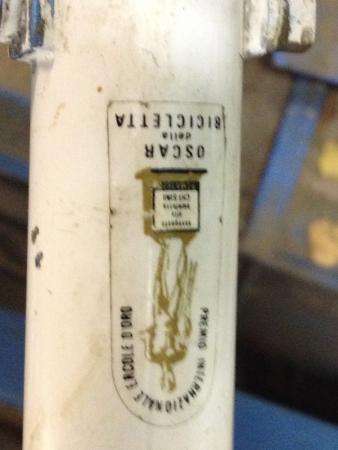 PREMIO INTERNAZIONALE ERCOLE D'ORO
OSCAR
della
BICICLETTA